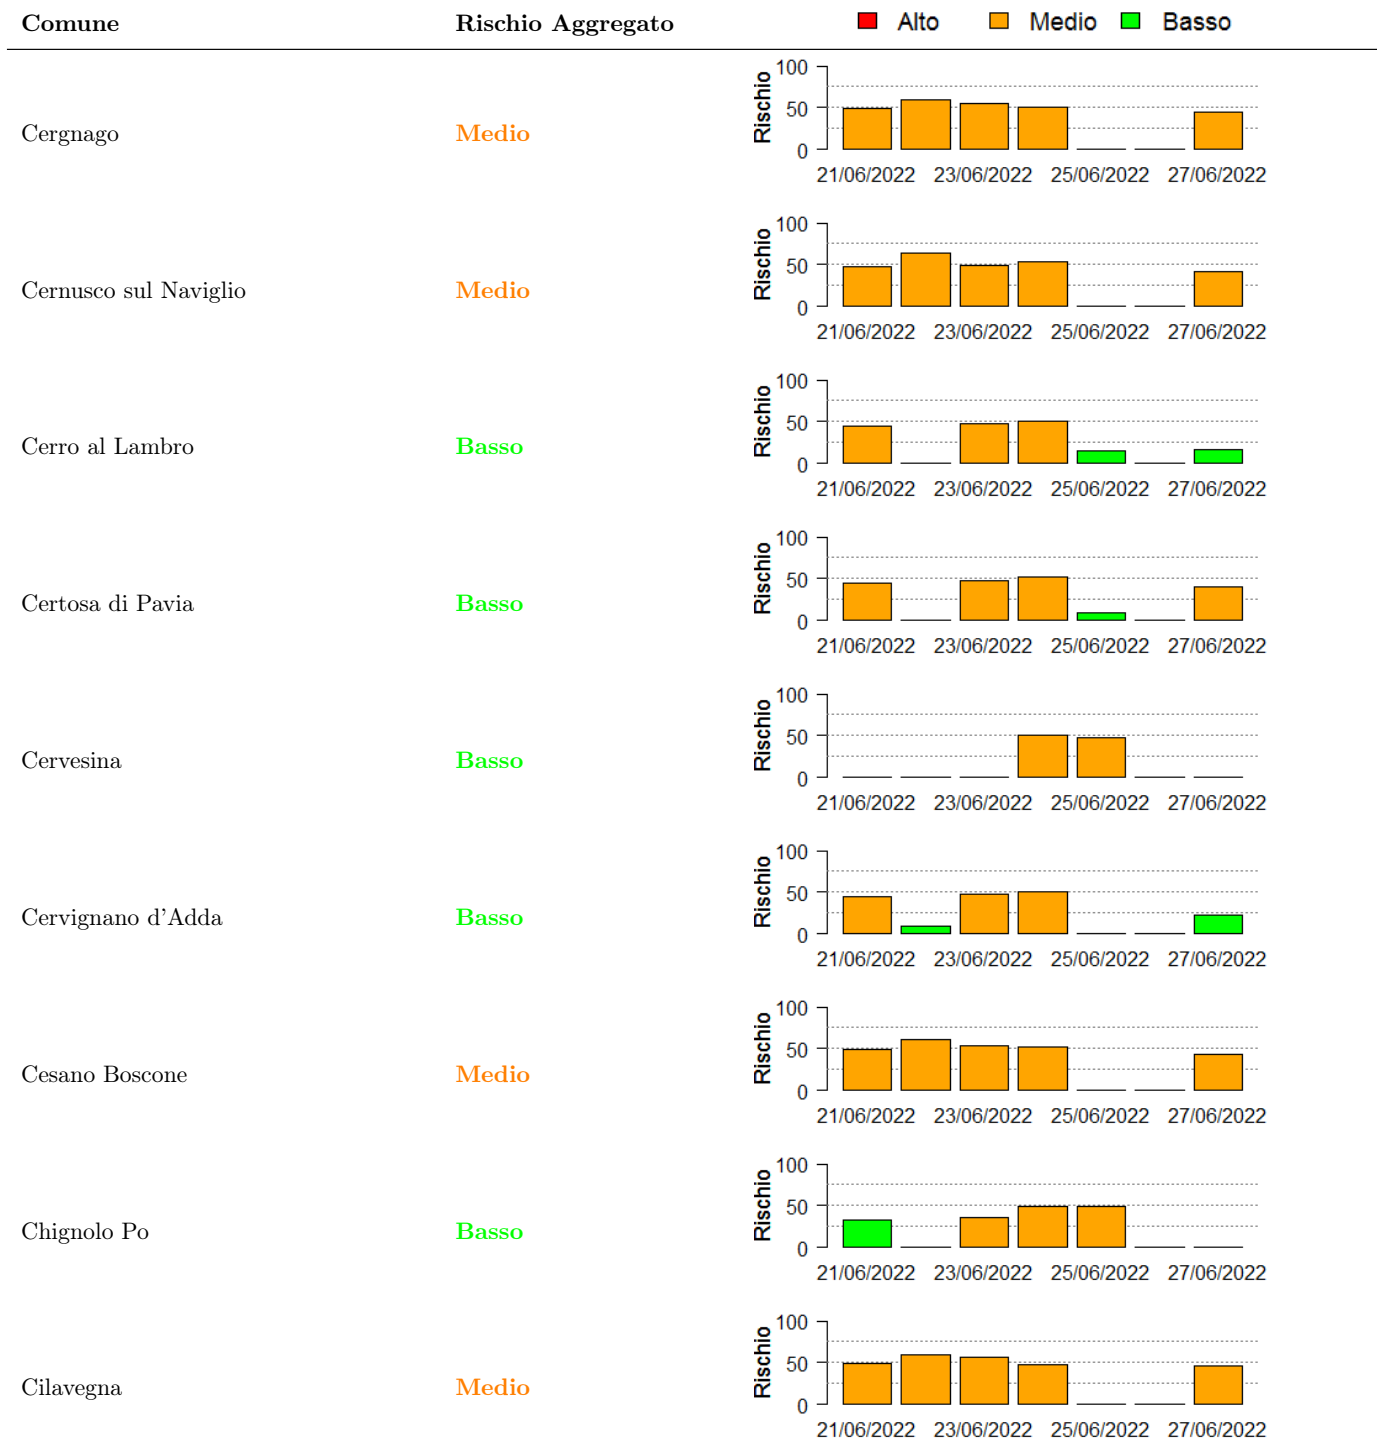 Comune Rischio Aggregato Alto Medio Basso
100
50
0
Rischio
Cergnago Medio
21/06/2022 23/06/2022 25/06/2022 27/06/2022
100
50
0
Rischio
Cernusco sul Naviglio Medio
21/06/2022 23/06/2022 25/06/2022 27/06/2022
100
50
0
Rischio
Cerro al Lambro Basso
21/06/2022 23/06/2022 25/06/2022 27/06/2022
100
50
0
Rischio
Certosa di Pavia Basso
21/06/2022 23/06/2022 25/06/2022 27/06/2022
100
50
0
Rischio
Cervesina Basso
21/06/2022 23/06/2022 25/06/2022 27/06/2022
100
50
0
Rischio
Cervignano d'Adda Basso
21/06/2022 23/06/2022 25/06/2022 27/06/2022
100
50
0
Rischio
Cesano Boscone Medio
21/06/2022 23/06/2022 25/06/2022 27/06/2022
100
50
0
Rischio
Chignolo Po Basso
21/06/2022 23/06/2022 25/06/2022 27/06/2022
100
50
0
Rischio
Cilavegna Medio
21/06/2022 23/06/2022 25/06/2022 27/06/2022